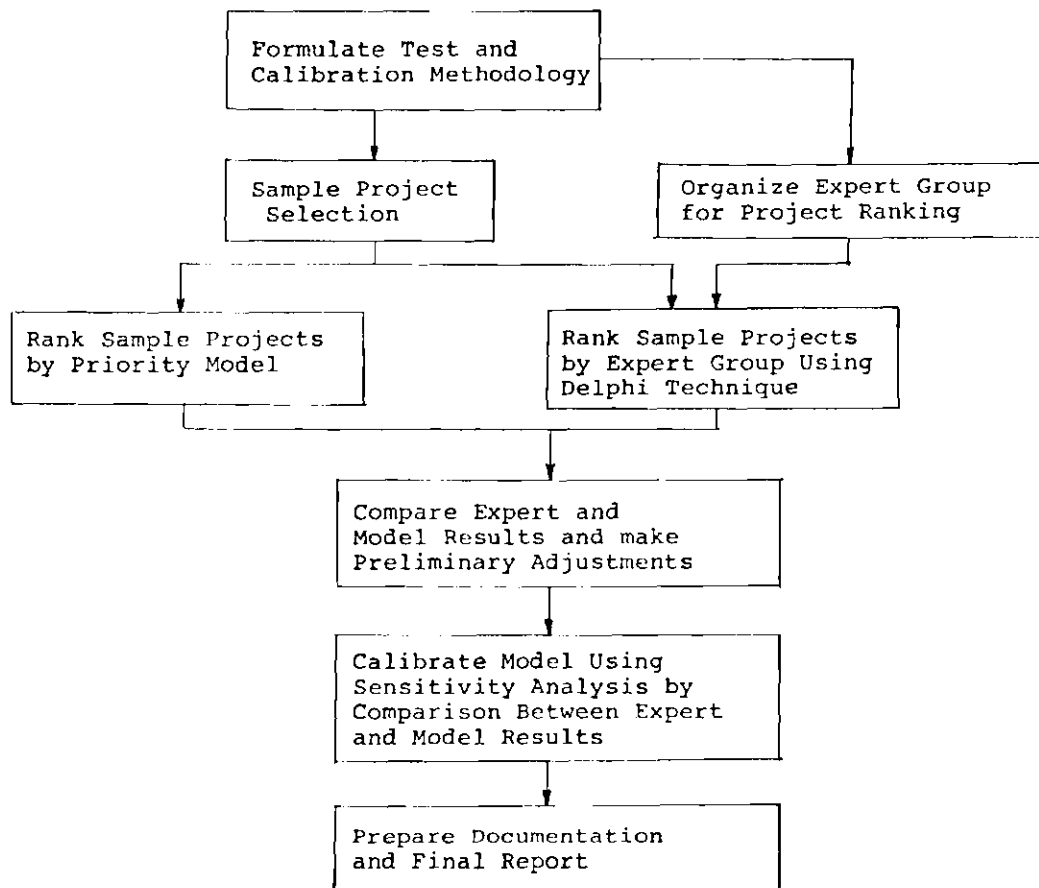 Formulate Test and
Calibration Methodology
Sample Project
Selection
Organize Expert Group
for Project Ranking
Rank Sample Projects
by Priority Model
Rank Sample Projects
by Expert Group Using
Delphi Technique
Compare Expert and
Model Results and make
Preliminary Adjustments
Calibrate Model Using
Sensitivity Analysis by
Comparison Between Expert
and Model Results
Prepare Documentation
and Final Report